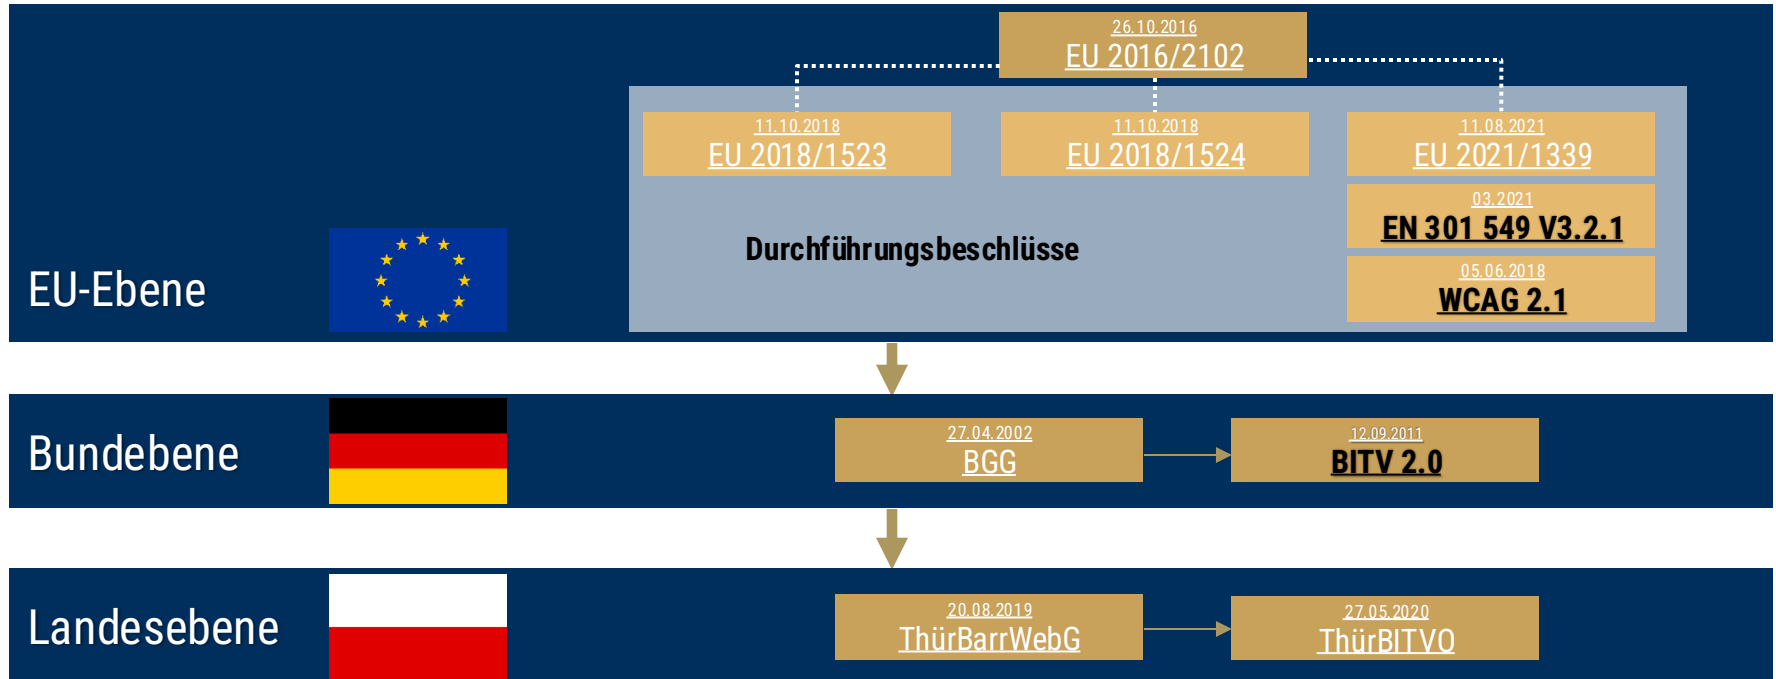 26.10.2016
EU 2016/2102
11.10.2018
EU 2018/1523
11.10.2018
EU 2018/1524
11.08.2021
EU 2021/1339
03.2021
EN 301 549 V3.2.1
05.06.2018
WCAG 2.1
Durchführungsbeschlüsse
EU-Ebene
Bundebene
27.04.2002
BGG
12.09.2011
BITV 2.0
Landesebene
20.08.2019
ThürBarrWebG
27.05.2020
ThürBITVO